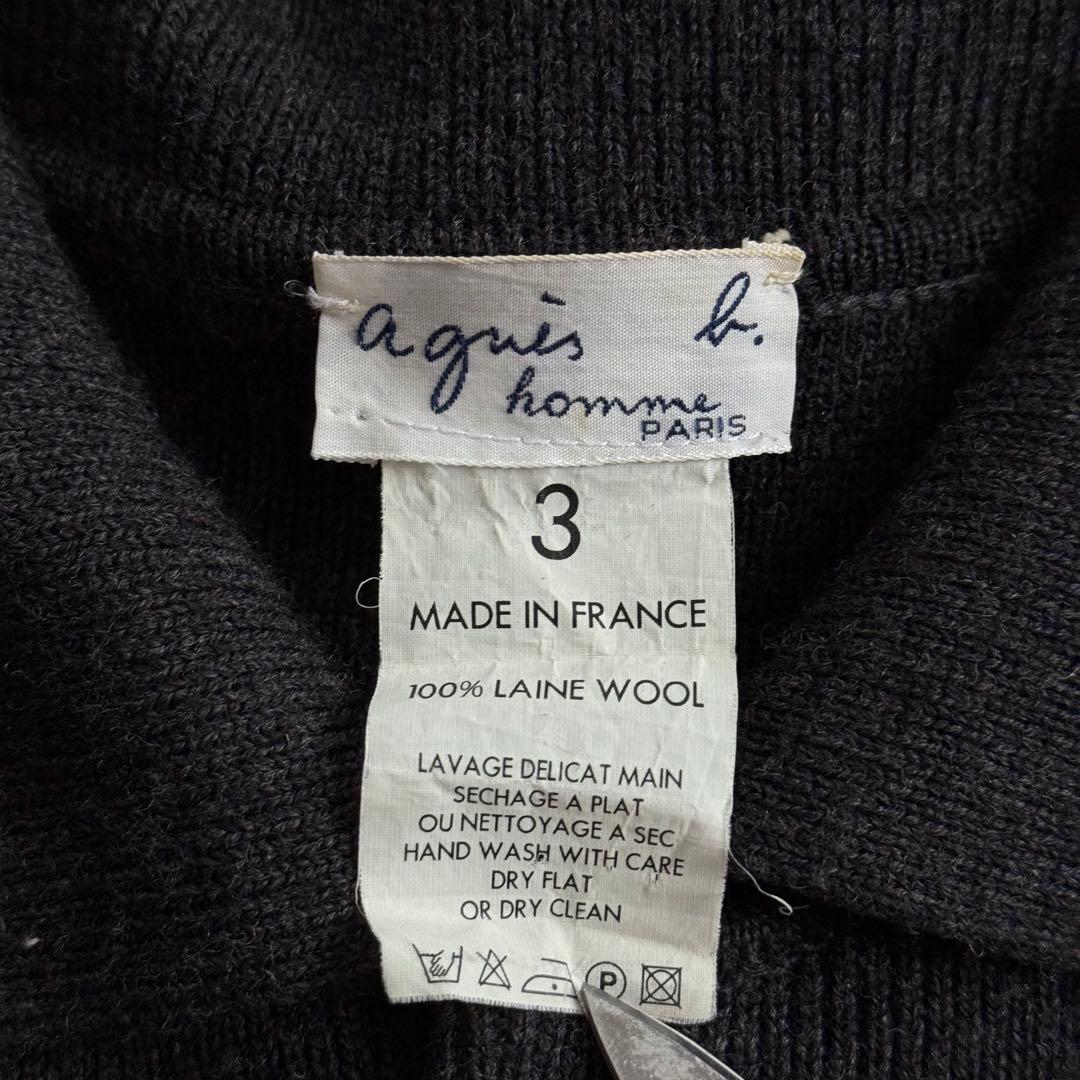 agnès b.
homme
PARIS
3
MADE IN FRANCE
100% LAINE WOOL
LAVAGE DELICAT MAIN
SECHAGE A PLAT
OU NETTOYAGE A SEC
HAND WASH WITH CARE
DRY FLAT
OR DRY CLEAN
P